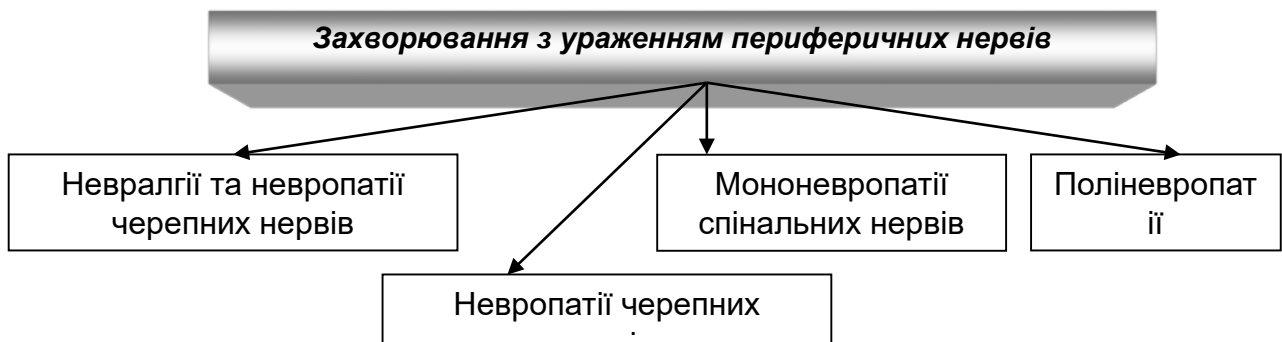 Захворювання з ураженням периферичних нервів
Невралгії та невропатії
черепних нервів
Мононевропатії
спінальних нервів
Поліневропат
ії
Невропатії черепних